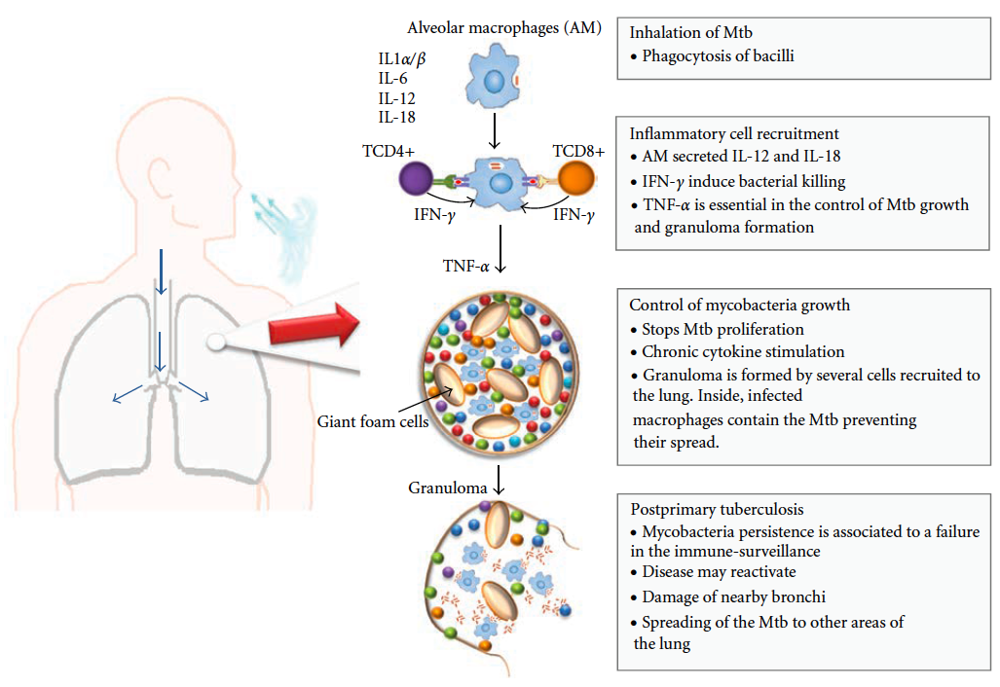 Alveolar macrophages (AM)
IL1α/β
IL-6
IL-12
IL-18
TCD4+
TCD8+
IFN-γ
IFN-γ
TNF-α
Giant foam cells
Granuloma
Inhalation of Mtb
• Phagocytosis of bacilli
Inflammatory cell recruitment
• AM secreted IL-12 and IL-18
• IFN-γ induce bacterial killing
• TNF-α is essential in the control of Mtb growth
and granuloma formation
Control of mycobacteria growth
• Stops Mtb proliferation
• Chronic cytokine stimulation
• Granuloma is formed by several cells recruited to
the lung. Inside, infected
macrophages contain the Mtb preventing
their spread.
Postprimary tuberculosis
• Mycobacteria persistence is associated to a failure
in the immune-surveillance
• Disease may reactivate
• Damage of nearby bronchi
• Spreading of the Mtb to other areas of
the lung